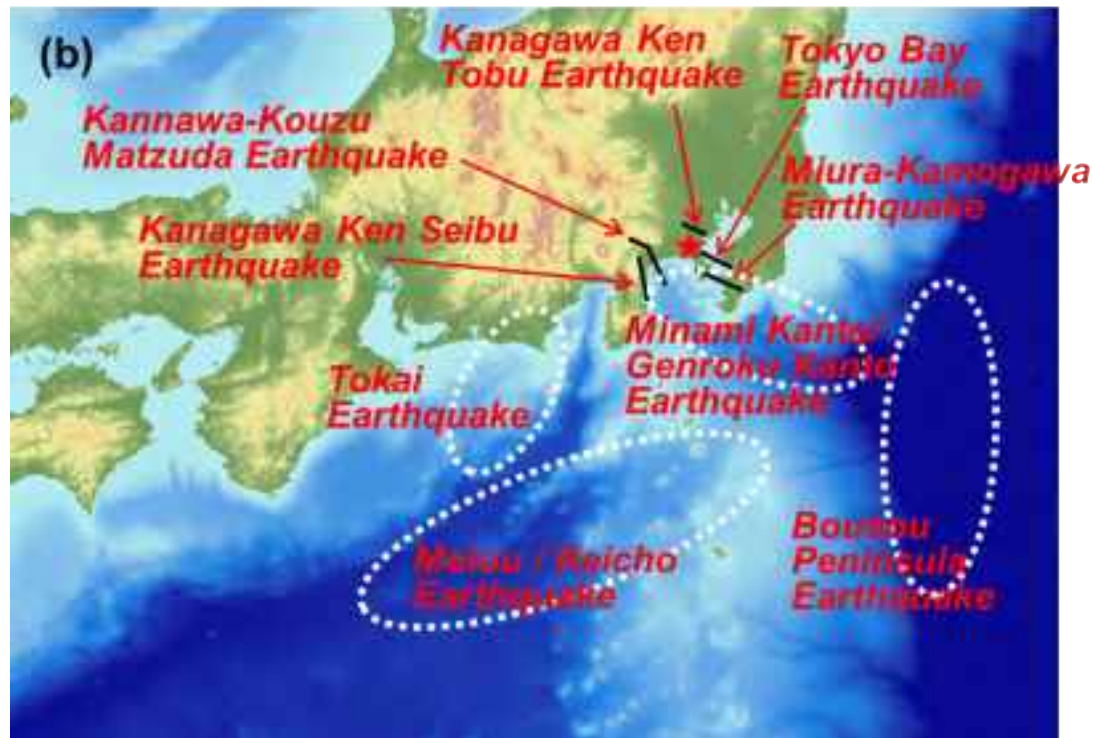 (b)
Kanagawa Ken
Tobu Earthquake
Tokyo Bay
Earthquake
Kannawa-Kouzu
Matzuda Earthquake
Miura-Kamogawa
Earthquake
Kanagawa Ken Seibu
Earthquake
Minami Kanto/
Genroku Kanto
Earthquake
Tokai
Earthquake
Earthquake
Bousou
Peninsula
Earthquake